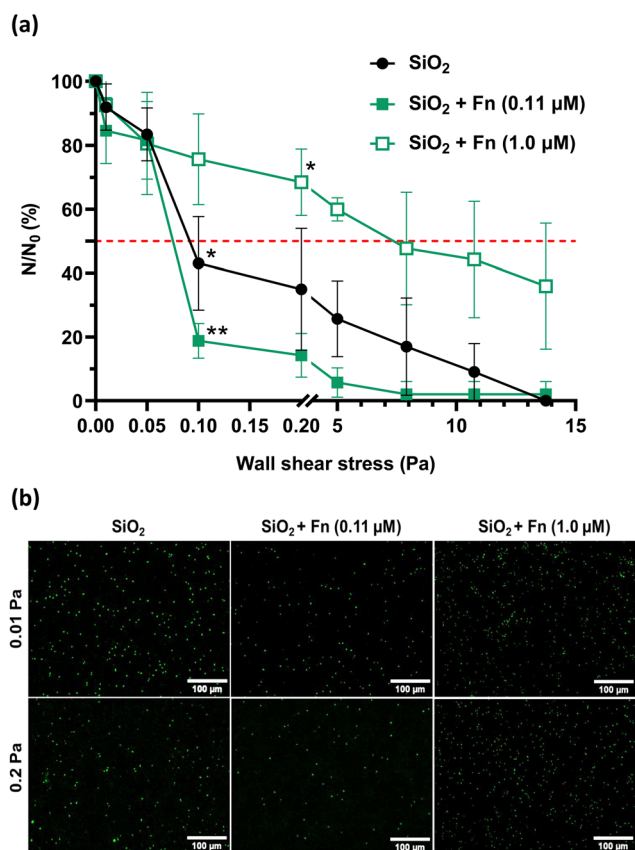 (a)
SiO₂
SiO₂ + Fn (0.11 µM)
SiO₂ + Fn (1.0 µM)
N/N₀ (%)
100
80
60
40
20
0
*
*
**
0.00 0.05 0.10 0.15 0.20 5 10 15
Wall shear stress (Pa)
(b)
SiO₂ SiO₂ + Fn (0.11 µM) SiO₂ + Fn (1.0 µM)
0.01 Pa
100 µm 100 µm 100 µm
0.2 Pa
100 µm 100 µm 100 µm